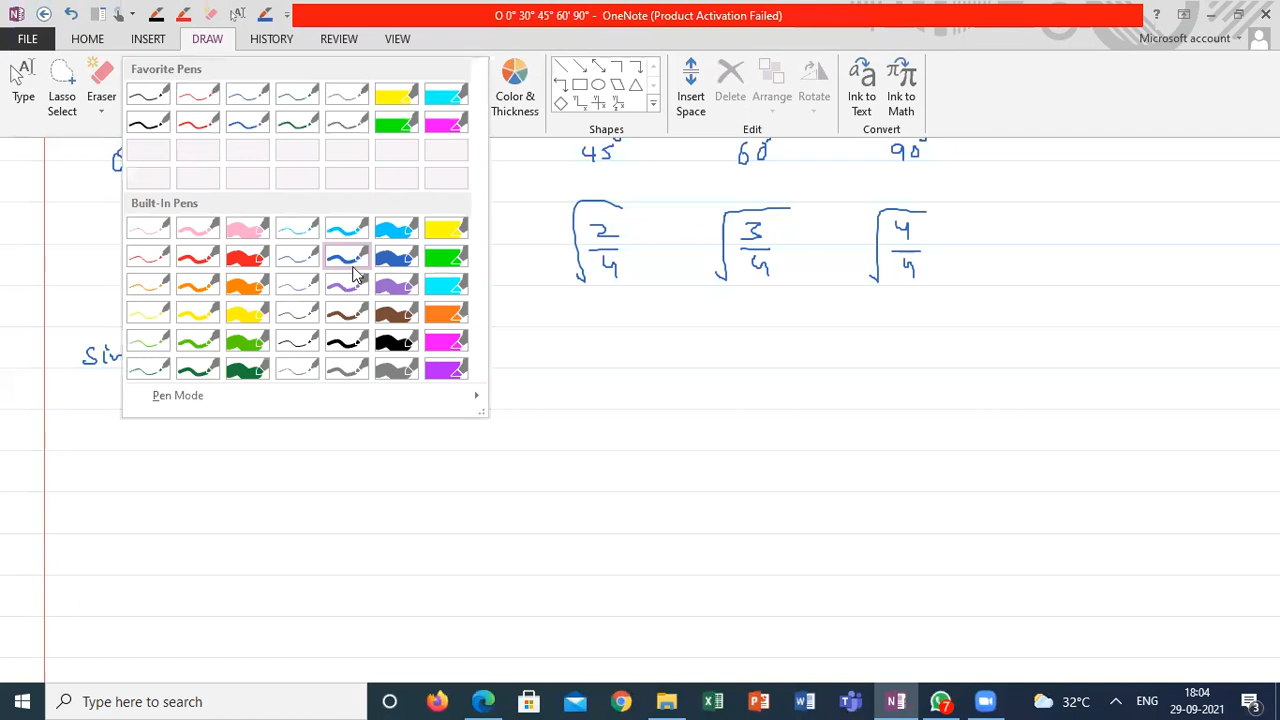 O 0° 30° 45° 60' 90° - OneNote (Product Activation Failed)
FILE HOME INSERT DRAW HISTORY REVIEW VIEW Microsoft account
Type
Lasso Select
Eraser
Favorite Pens
Built-In Pens
Pen Mode
Color & Thickness
Shapes
Insert Space
Delete
Arrange
Rotate
Edit
Ink to Text
Ink to Math
Convert
45° 60° 90°
√2/4 √3/4 √4/4
Sin
Type here to search
7
32°C
ENG
18:04
29-09-2021
3